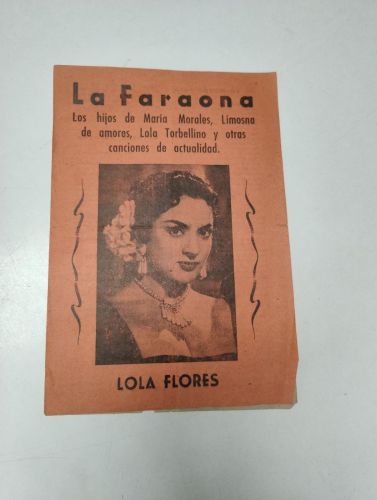 La Faraona
Los hijos de María Morales, Limosna
de amores, Lola Torbellino y otras
canciones de actualidad.
LOLA FLORES